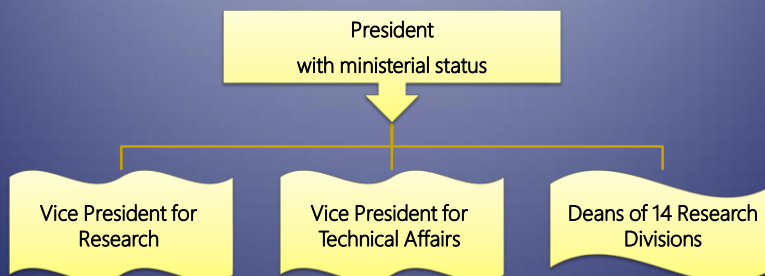 President
with ministerial status
Vice President for
Research
Vice President for
Technical Affairs
Deans of 14 Research
Divisions